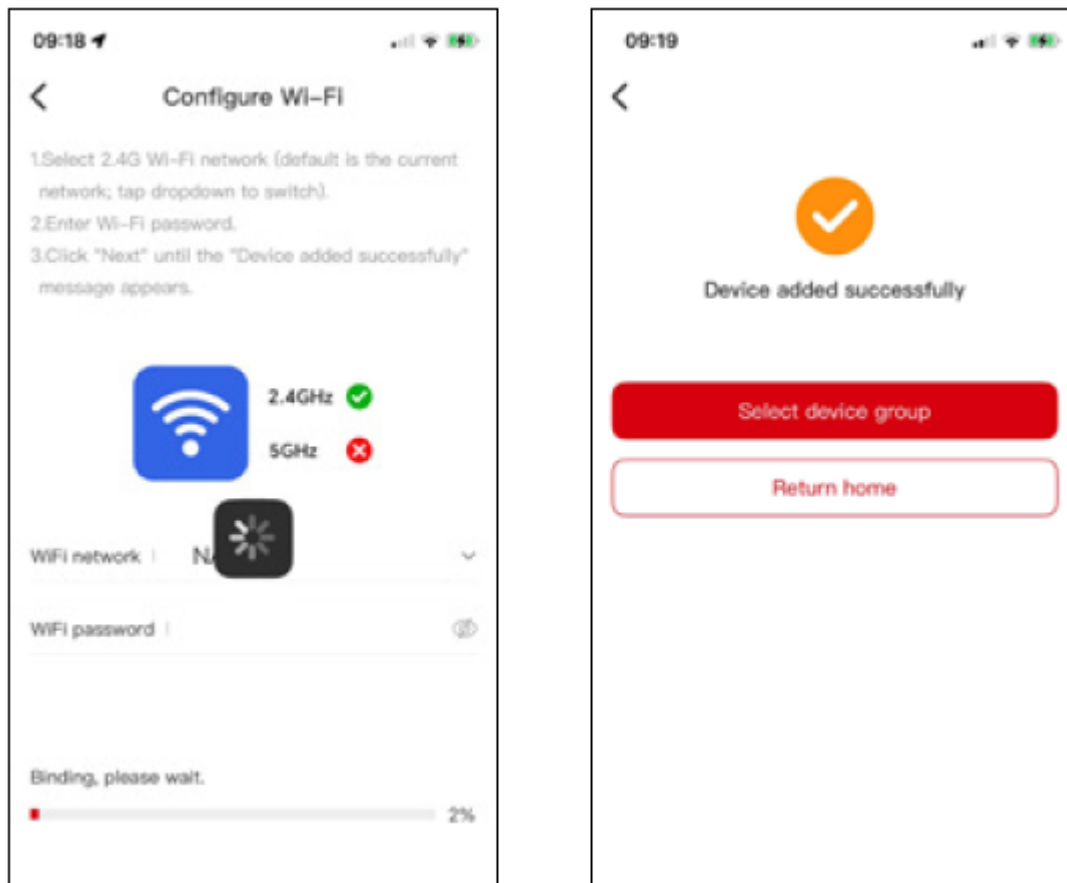 09:18
Configure Wi-Fi
1.Select 2.4G Wi-Fi network (default is the current
network; tap dropdown to switch).
2.Enter Wi-Fi password.
3.Click "Next" until the "Device added successfully"
message appears.
2.4GHz
5GHz
WiFi network
WiFi password
Binding, please wait.
2%
09:19
Device added successfully
Select device group
Return home